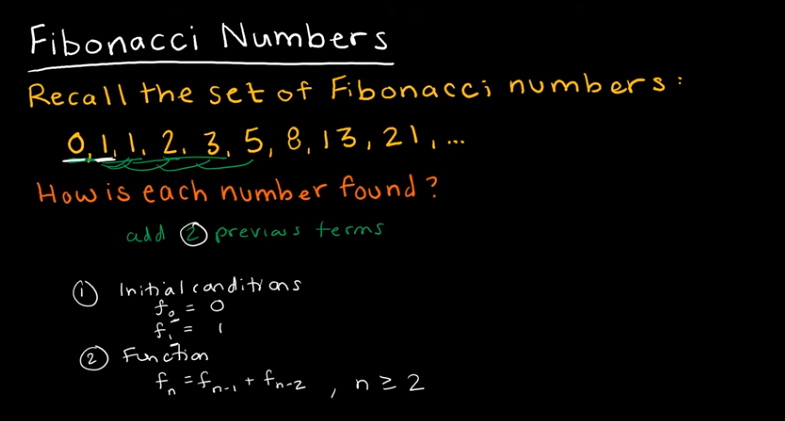 Fibonacci Numbers
Recall the set of Fibonacci numbers:
0, 1, 1, 2, 3, 5, 8, 13, 21, ...
How is each number found?
add ② previous terms
① Initial conditions
f₀ = 0
f₁ = 1
② Function
fₙ = fₙ₋₁ + fₙ₋₂ , n ≥ 2